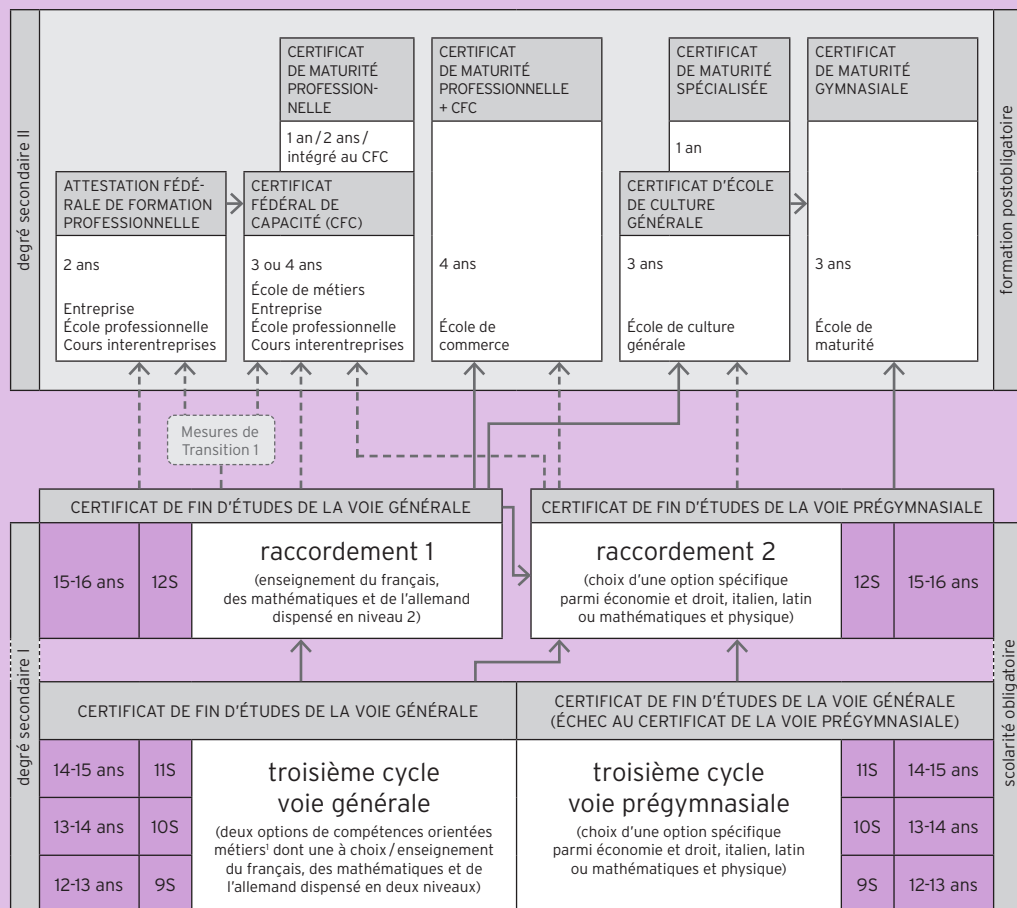 degré secondaire II
CERTIFICAT
DE MATURITÉ
PROFESSION-
NELLE
1 an / 2 ans /
intégré au CFC
CERTIFICAT
DE MATURITÉ
PROFESSIONNELLE
+ CFC
CERTIFICAT
DE MATURITÉ
SPÉCIALISÉE
1 an
CERTIFICAT
DE MATURITÉ
GYMNASIALE
formation postobligatoire
ATTESTATION FÉDÉ-
RALE DE FORMATION
PROFESSIONNELLE
2 ans
Entreprise
École professionnelle
Cours interentreprises
CERTIFICAT
FÉDÉRAL DE
CAPACITÉ (CFC)
3 ou 4 ans
École de métiers
Entreprise
École professionnelle
Cours interentreprises
4 ans
École de
commerce
CERTIFICAT D'ÉCOLE
DE CULTURE
GÉNÉRALE
3 ans
École de culture
générale
3 ans
École de
maturité
Mesures de
Transition 1
CERTIFICAT DE FIN D'ÉTUDES DE LA VOIE GÉNÉRALE
CERTIFICAT DE FIN D'ÉTUDES DE LA VOIE PRÉGYMNASIALE
degré secondaire I
15-16 ans
12S
raccordement 1
(enseignement du français,
des mathématiques et de l'allemand
dispensé en niveau 2)
raccordement 2
(choix d'une option spécifique
parmi économie et droit, italien, latin
ou mathématiques et physique)
12S
15-16 ans
scolarité obligatoire
CERTIFICAT DE FIN D'ÉTUDES DE LA VOIE GÉNÉRALE
CERTIFICAT DE FIN D'ÉTUDES DE LA VOIE GÉNÉRALE
(ÉCHEC AU CERTIFICAT DE LA VOIE PRÉGYMNASIALE)
14-15 ans
11S
13-14 ans
10S
12-13 ans
9S
troisième cycle
voie générale
(deux options de compétences orientées
métiers¹ dont une à choix / enseignement
du français, des mathématiques et de
l'allemand dispensé en deux niveaux)
troisième cycle
voie prégymnasiale
(choix d'une option spécifique
parmi économie et droit, italien, latin
ou mathématiques et physique)
11S
14-15 ans
10S
13-14 ans
9S
12-13 ans